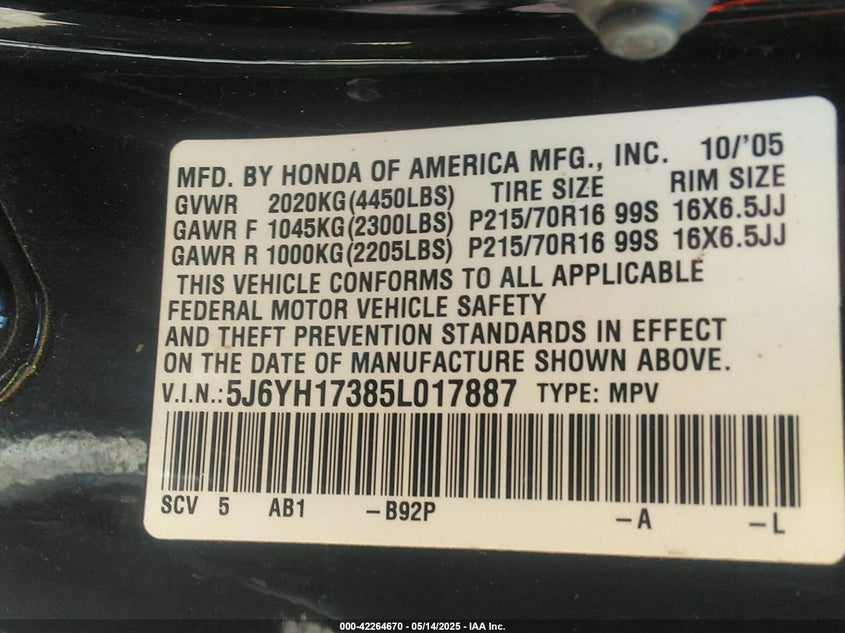 MFD. BY HONDA OF AMERICA MFG., INC. 10/'05
GVWR 2020KG(4450LBS) TIRE SIZE RIM SIZE
GAWR F 1045KG(2300LBS) P215/70R16 99S 16X6.5JJ
GAWR R 1000KG(2205LBS) P215/70R16 99S 16X6.5JJ
THIS VEHICLE CONFORMS TO ALL APPLICABLE
FEDERAL MOTOR VEHICLE SAFETY
AND THEFT PREVENTION STANDARDS IN EFFECT
ON THE DATE OF MANUFACTURE SHOWN ABOVE.
V.I.N.:5J6YH17385L017887 TYPE: MPV
SCV 5 AB1 -B92P -A -L
000-42264670 - 05/14/2025 - IAA Inc.